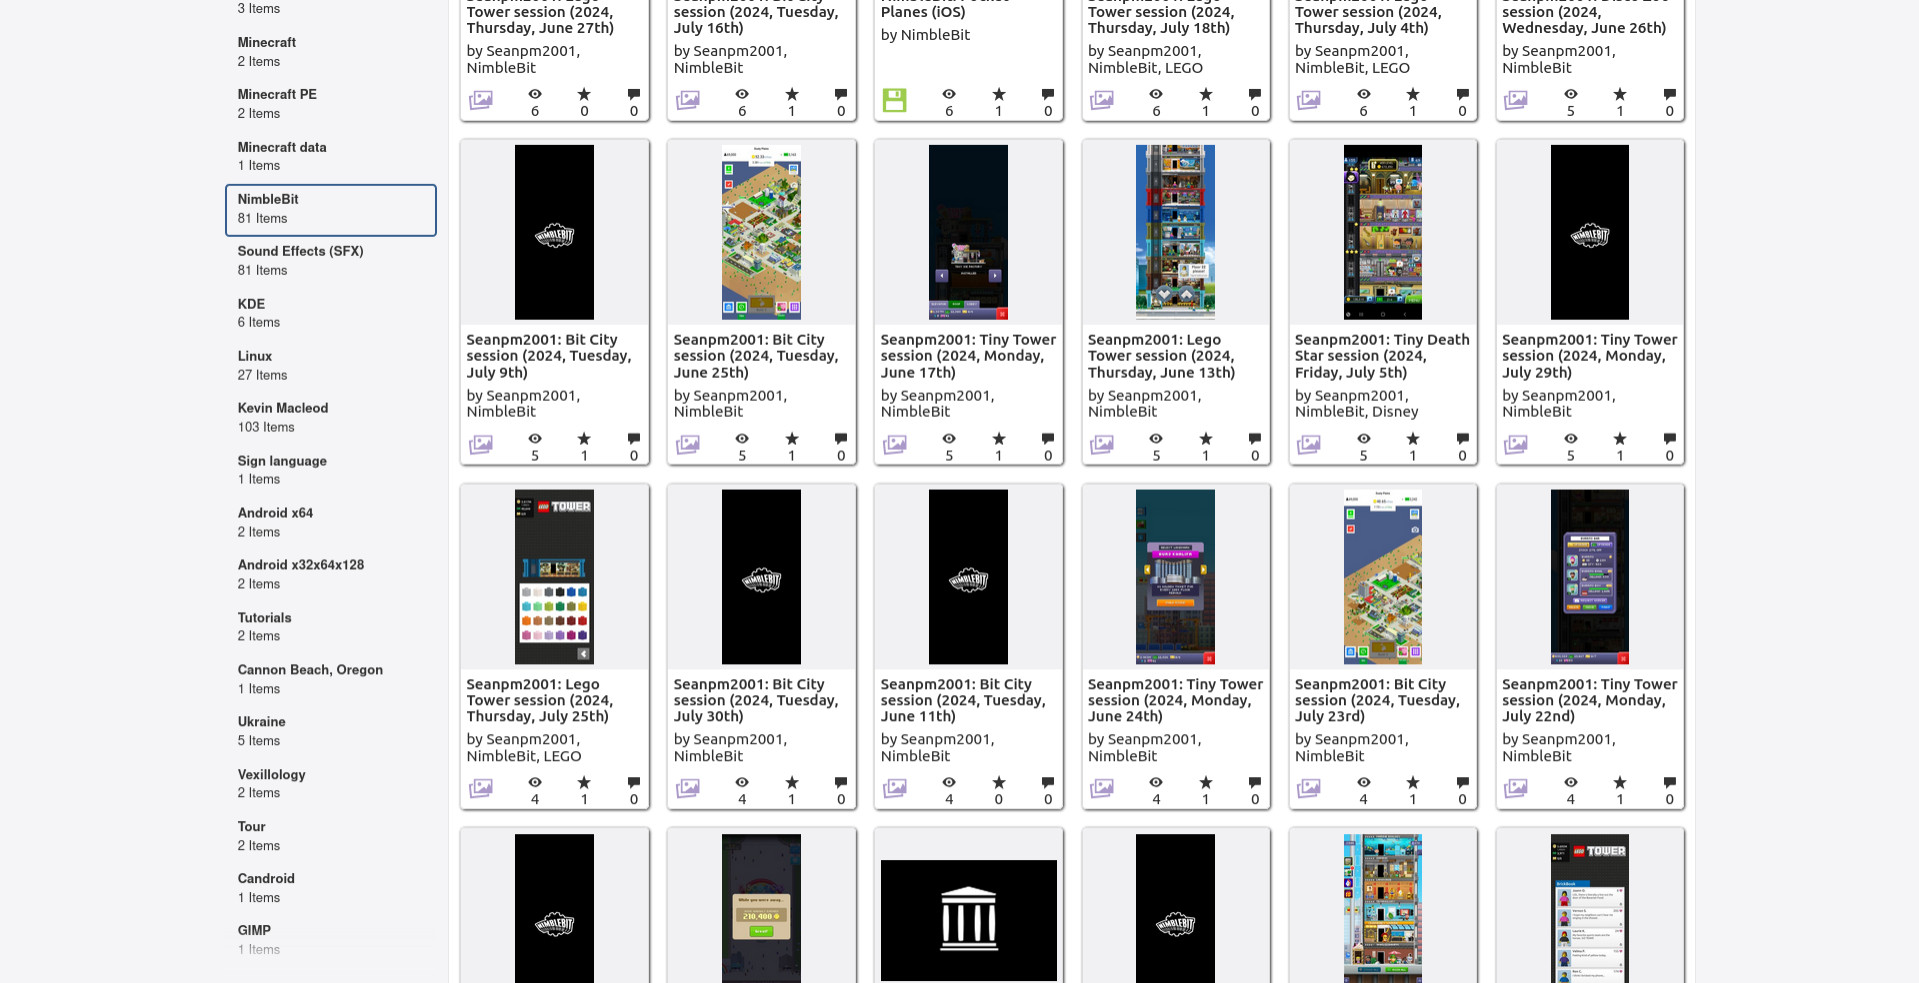 3 Items
Minecraft
2 Items
Minecraft PE
2 Items
Minecraft data
1 Items
NimbleBit
81 Items
Sound Effects (SFX)
81 Items
KDE
6 Items
Linux
27 Items
Kevin Macleod
103 Items
Sign language
1 Items
Android x64
2 Items
Android x32x64x128
2 Items
Tutorials
2 Items
Cannon Beach, Oregon
1 Items
Ukraine
5 Items
Vexillology
2 Items
Tour
2 Items
Candroid
1 Items
GIMP
1 Items
Tower session (2024,
Thursday, June 27th)
by Seanpm2001,
NimbleBit
6 0 0
session (2024, Tuesday,
July 16th)
by Seanpm2001,
NimbleBit
6 1 0
Planes (iOS)
by NimbleBit
6 1 0
Tower session (2024,
Thursday, July 18th)
by Seanpm2001,
NimbleBit, LEGO
6 1 0
Tower session (2024,
Thursday, July 4th)
by Seanpm2001,
NimbleBit, LEGO
6 1 0
session (2024,
Wednesday, June 26th)
by Seanpm2001,
NimbleBit
5 1 0
NIMBLEBIT
Seanpm2001: Bit City
session (2024, Tuesday,
July 9th)
by Seanpm2001,
NimbleBit
5 1 0
Seanpm2001: Bit City
session (2024, Tuesday,
June 25th)
by Seanpm2001,
NimbleBit
5 1 0
Seanpm2001: Tiny Tower
session (2024, Monday,
June 17th)
by Seanpm2001,
NimbleBit
5 1 0
Seanpm2001: Lego
Tower session (2024,
Thursday, June 13th)
by Seanpm2001,
NimbleBit
5 1 0
Seanpm2001: Tiny Death
Star session (2024,
Friday, July 5th)
by Seanpm2001,
NimbleBit, Disney
5 1 0
NIMBLEBIT
Seanpm2001: Tiny Tower
session (2024, Monday,
July 29th)
by Seanpm2001,
NimbleBit
5 1 0
LEGO TOWER
Seanpm2001: Lego
Tower session (2024,
Thursday, July 25th)
by Seanpm2001,
NimbleBit, LEGO
4 1 0
NIMBLEBIT
Seanpm2001: Bit City
session (2024, Tuesday,
July 30th)
by Seanpm2001,
NimbleBit
4 1 0
NIMBLEBIT
Seanpm2001: Bit City
session (2024, Tuesday,
June 11th)
by Seanpm2001,
NimbleBit
4 0 0
Seanpm2001: Tiny Tower
session (2024, Monday,
June 24th)
by Seanpm2001,
NimbleBit
4 1 0
Seanpm2001: Bit City
session (2024, Tuesday,
July 23rd)
by Seanpm2001,
NimbleBit
4 1 0
Seanpm2001: Tiny Tower
session (2024, Monday,
July 22nd)
by Seanpm2001,
NimbleBit
4 1 0
NIMBLEBIT
While you were away...
210,400
NIMBLEBIT
LEGO TOWER